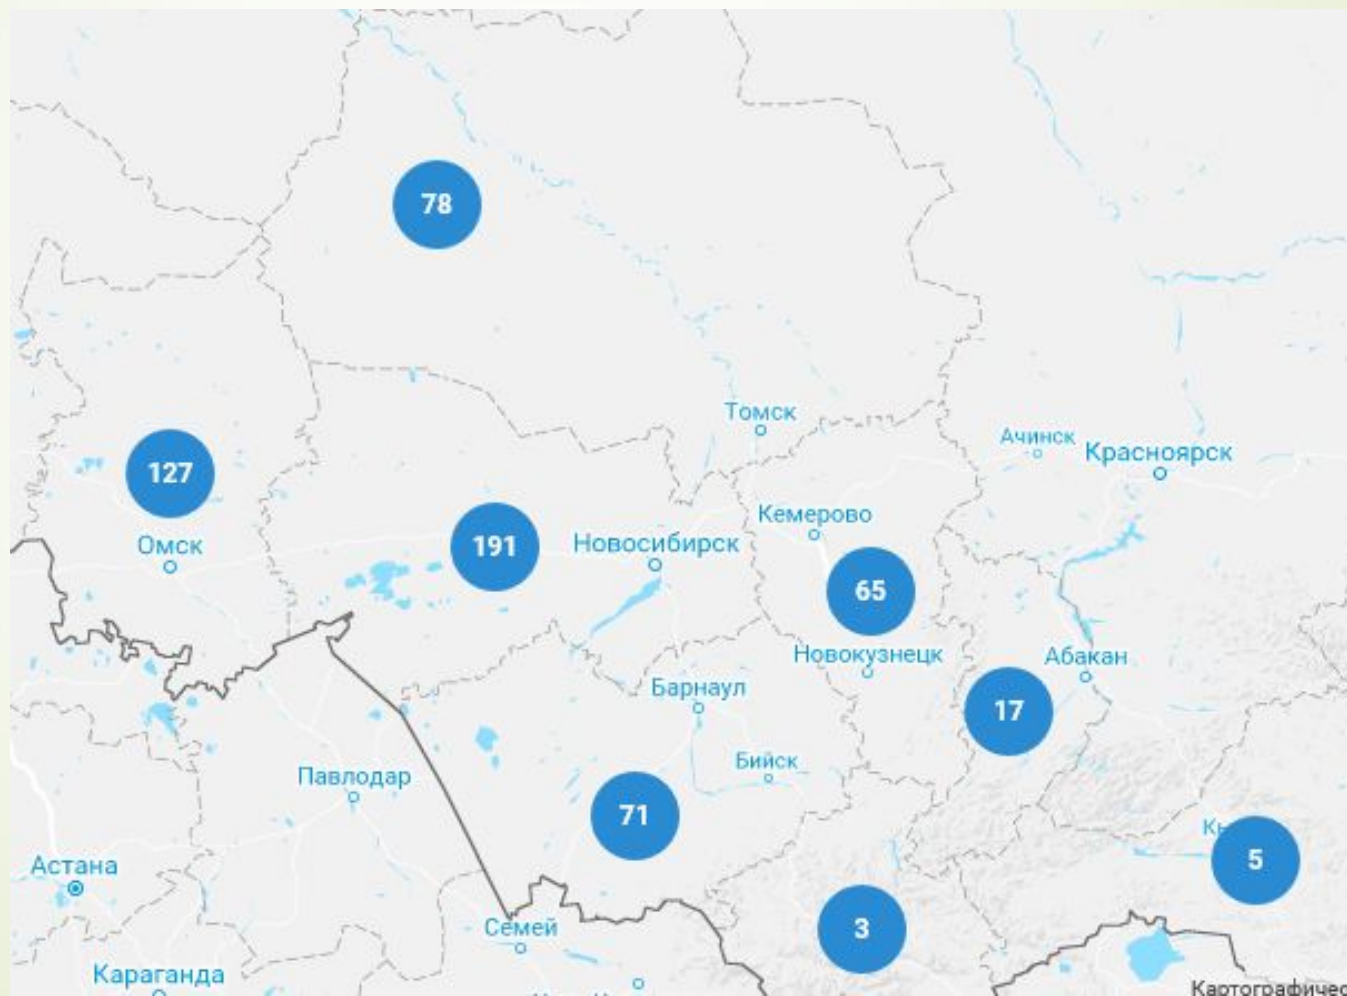 78
Томск
Ачинск
Красноярск
127
Кемерово
Омск
191
Новосибирск
65
Новокузнецк
Абакан
Барнаул
17
Бийск
Павлодар
71
Астана
5
Семей
3
Караганда